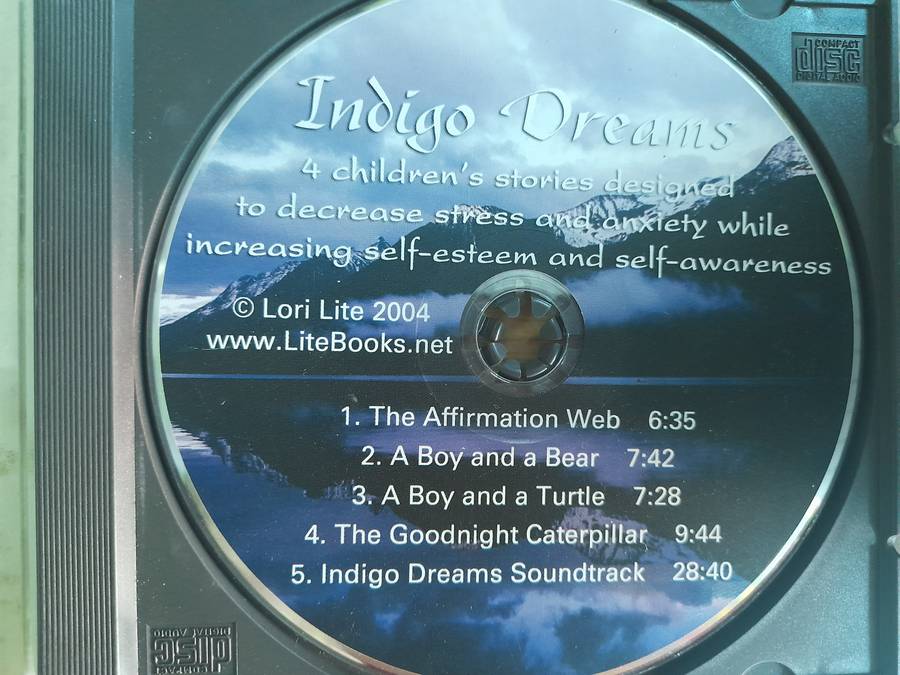 COMPACT
disc
DIGITAL AUDIO
Indigo Dreams
4 children's stories designed
to decrease stress and anxiety while
increasing self-esteem and self-awareness
© Lori Lite 2004
www.LiteBooks.net
1. The Affirmation Web 6:35
2. A Boy and a Bear 7:42
3. A Boy and a Turtle 7:28
4. The Goodnight Caterpillar 9:44
5. Indigo Dreams Soundtrack 28:40
COMPACT
disc
DIGITAL AUDIO